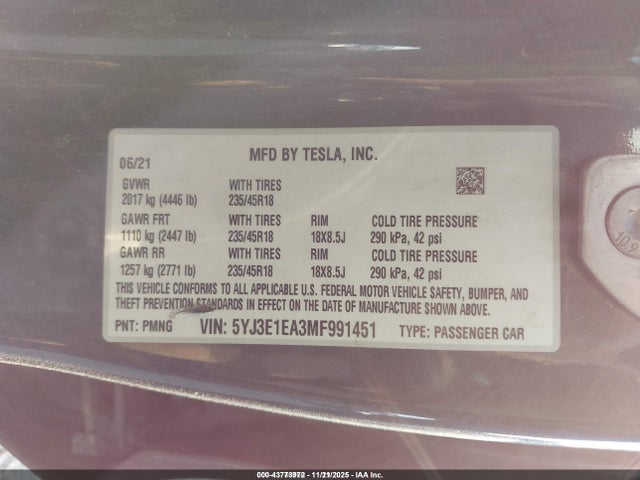 06/21 MFD BY TESLA, INC.
GVWR WITH TIRES
2017 kg (4446 lb) 235/45R18
GAWR FRT WITH TIRES RIM COLD TIRE PRESSURE
1110 kg (2447 lb) 235/45R18 18X8.5J 290 kPa, 42 psi
GAWR RR WITH TIRES RIM COLD TIRE PRESSURE
1257 kg (2771 lb) 235/45R18 18X8.5J 290 kPa, 42 psi
THIS VEHICLE CONFORMS TO ALL APPLICABLE U.S. FEDERAL MOTOR VEHICLE SAFETY, BUMPER, AND
THEFT PREVENTION STANDARDS IN EFFECT ON THE DATE OF MANUFACTURE SHOWN ABOVE.
PNT: PMNG VIN: 5YJ3E1EA3MF991451 TYPE: PASSENGER CAR
10.9
11/21/2025 - IAA Inc.